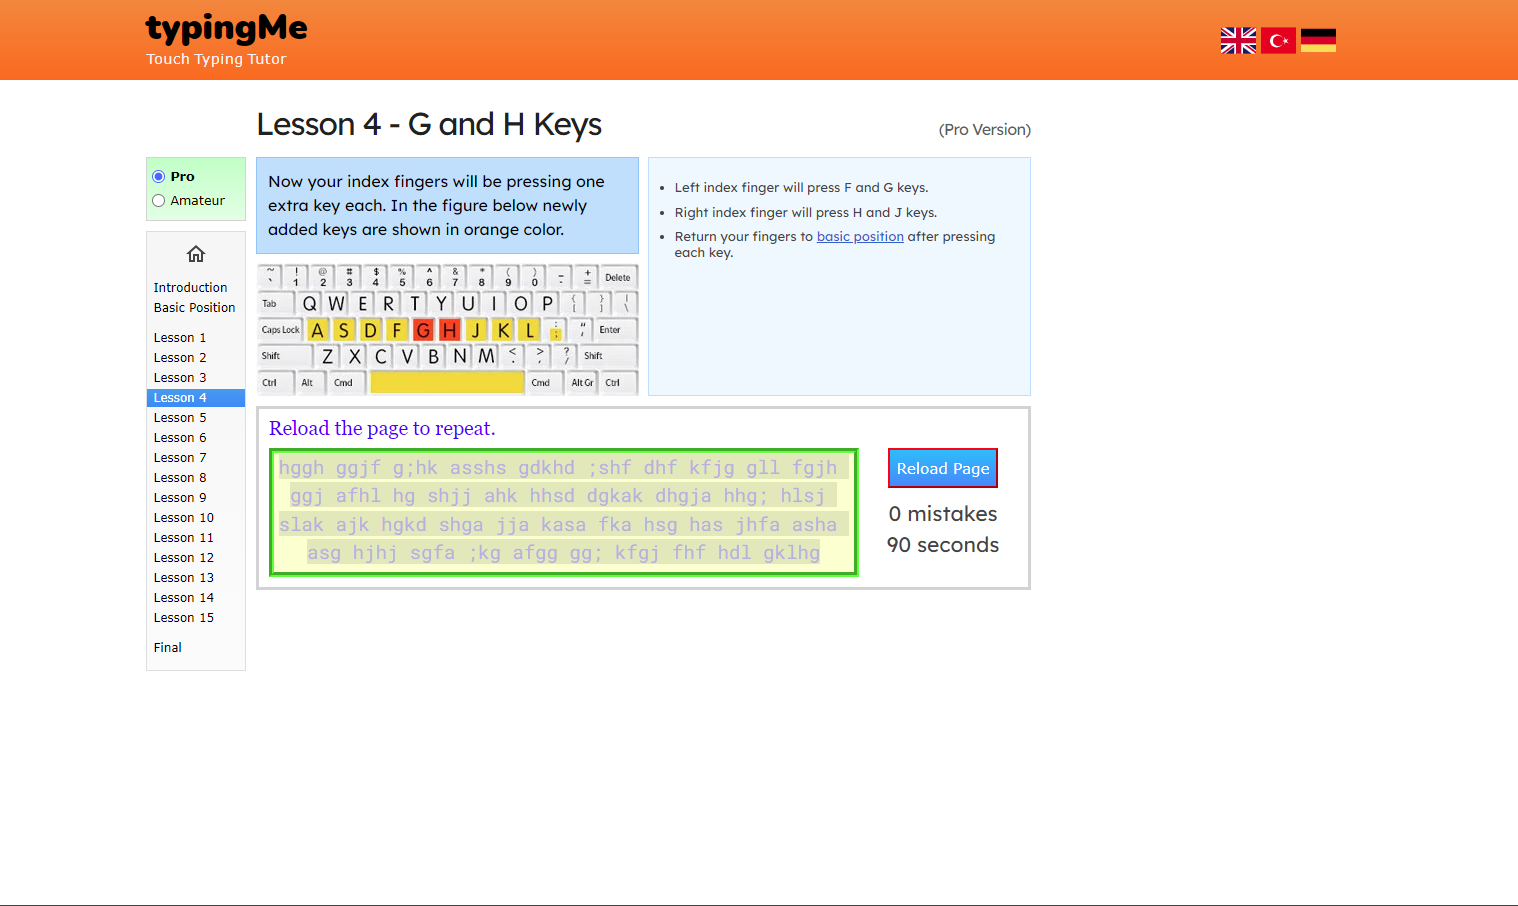 typingMe
Touch Typing Tutor
Lesson 4 - G and H Keys
(Pro Version)
Pro
Amateur
Introduction
Basic Position
Lesson 1
Lesson 2
Lesson 3
Lesson 4
Lesson 5
Lesson 6
Lesson 7
Lesson 8
Lesson 9
Lesson 10
Lesson 11
Lesson 12
Lesson 13
Lesson 14
Lesson 15
Final
Now your index fingers will be pressing one
extra key each. In the figure below newly
added keys are shown in orange color.
Left index finger will press F and G keys.
Right index finger will press H and J keys.
Return your fingers to basic position after pressing
each key.
~ ! @ # $ % ^ & * ( ) _ +
` 1 2 3 4 5 6 7 8 9 0 - = Delete
Tab Q W E R T Y U I O P { [ } ] | \
Caps Lock A S D F G H J K L : ; " ' Enter
Shift Z X C V B N M < , > . ? / Shift
Ctrl Alt Cmd Cmd Alt Gr Ctrl
Reload the page to repeat.
hggh ggjf g;hk asshs gdkhd ;shf dhf kfjg gll fgjh
ggj afhl hg shjj ahk hhsd dgkak dhgja hhg; hlsj
slak ajk hgkd shga jja kasa fka hsg has jhfa asha
asg hjhj sgfa ;kg afgg gg; kfgj fhf hdl gklhg
Reload Page
0 mistakes
90 seconds